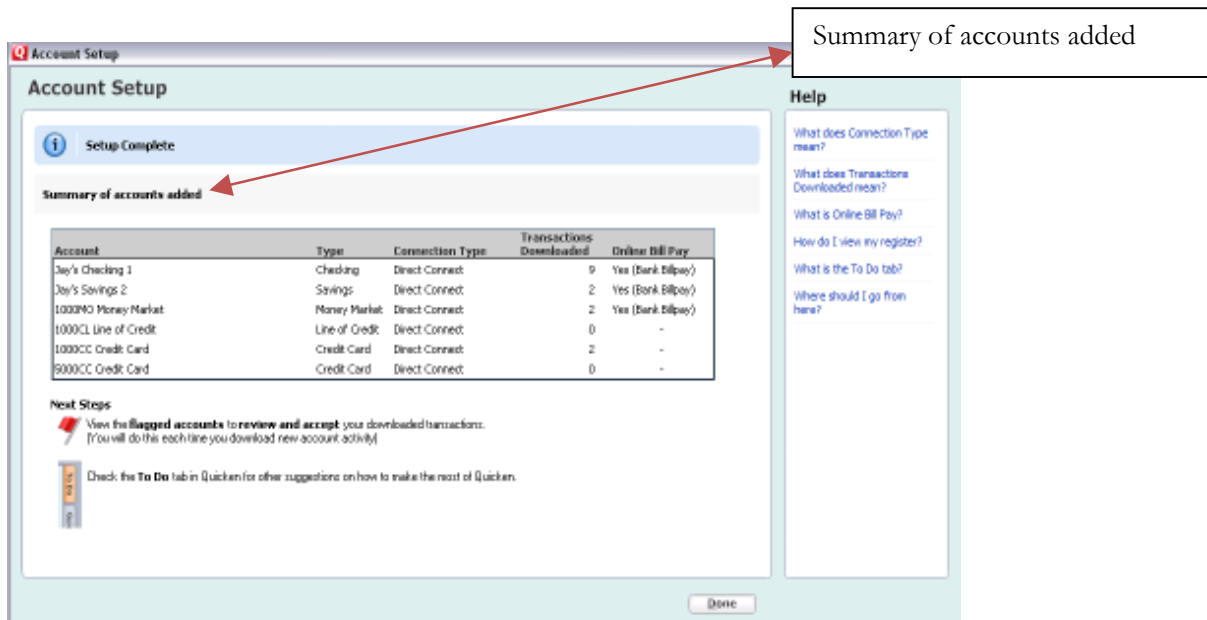 Summary of accounts added
Account Setup
Account Setup
Help
Setup Complete
Summary of accounts added
Account Type Connection Type Transactions Downloaded Online Bill Pay
Jay's Checking 1 Checking Direct Connect 9 Yes (Bank Billpay)
Jay's Savings 2 Savings Direct Connect 2 Yes (Bank Billpay)
1000MO Money Market Money Market Direct Connect 2 Yes (Bank Billpay)
1000CL Line of Credit Line of Credit Direct Connect 0 -
1000CC Credit Card Credit Card Direct Connect 2 -
5000CC Credit Card Credit Card Direct Connect 0 -
Next Steps
View the flagged accounts to review and accept your downloaded transactions.
(You will do this each time you download new account activity)
To Do
Check the To Do tab in Quicken for other suggestions on how to make the most of Quicken.
What does Connection Type
mean?
What does Transactions
Downloaded mean?
What is Online Bill Pay?
How do I view my register?
What is the To Do tab?
Where should I go from
here?
Done